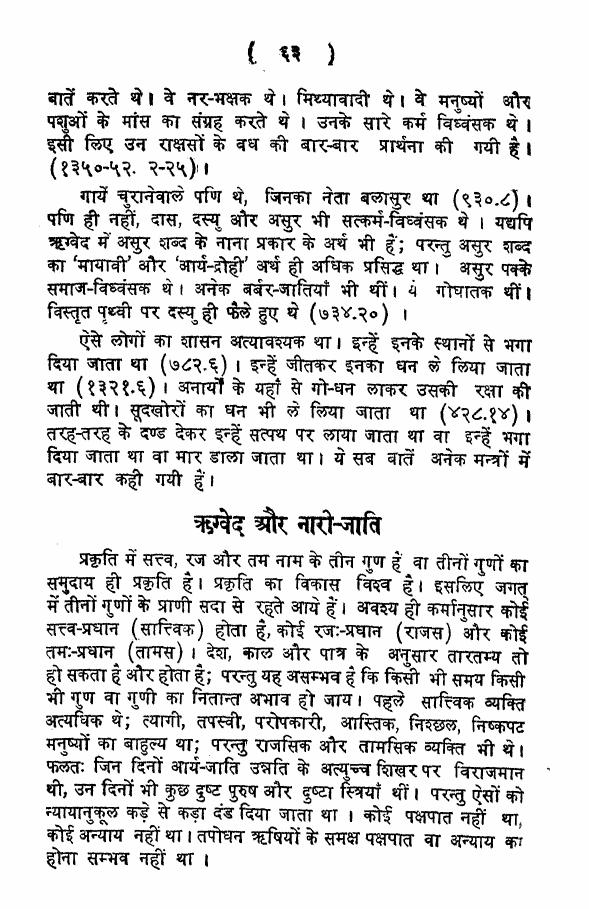 ( ६३ )
बातें करते थे। वे नर-भक्षक थे। मिथ्यावादी थे। वे मनुष्यों और
पशुओं के मांस का संग्रह करते थे । उनके सारे कर्म विध्वंसक थे।
इसी लिए उन राक्षसों के वध की बार-बार प्रार्थना की गयी है।
(१३५०-५२. २-२५)।
गायें चुरानेवाले पणि थे, जिनका नेता बलासुर था (९३०.८)।
पणि ही नहीं, दास, दस्यु और असुर भी सत्कर्म-विध्वंसक थे । यद्यपि
ऋग्वेद में असुर शब्द के नाना प्रकार के अर्थ भी हैं; परन्तु असुर शब्द
का 'मायावी' और 'आर्य-द्रोही' अर्थ ही अधिक प्रसिद्ध था। असुर पक्के
समाज-विध्वंसक थे। अनेक बर्बर-जातियाँ भी थीं। ये गोघातक थीं।
विस्तृत पृथ्वी पर दस्यु ही फैले हुए थे (७३४.२०) ।
ऐसे लोगों का शासन अत्यावश्यक था। इन्हें इनके स्थानों से भगा
दिया जाता था (७८२.६)। इन्हें जीतकर इनका धन ले लिया जाता
था (१३२१.६)। अनार्यों के यहाँ से गो-धन लाकर उसकी रक्षा की
जाती थी। सूदखोरों का धन भी ले लिया जाता था (४२८.१४)।
तरह-तरह के दण्ड देकर इन्हें सत्पथ पर लाया जाता था वा इन्हें भगा
दिया जाता था वा मार डाला जाता था। ये सब बातें अनेक मन्त्रों में
बार-बार कही गयी हैं।
ऋग्वेद और नारी-जाति
प्रकृति में सत्त्व, रज और तम नाम के तीन गुण हैं वा तीनों गुणों का
समुदाय ही प्रकृति है। प्रकृति का विकास विश्व है। इसलिए जगत्
में तीनों गुणों के प्राणी सदा से रहते आये हैं। अवश्य ही कर्मानुसार कोई
सत्त्व-प्रधान (सात्त्विक) होता है, कोई रजः-प्रधान (राजस) और कोई
तमः-प्रधान (तामस)। देश, काल और पात्र के अनुसार तारतम्य तो
हो सकता है और होता है; परन्तु यह असम्भव है कि किसी भी समय किसी
भी गुण वा गुणी का नितान्त अभाव हो जाय। पहले सात्त्विक व्यक्ति
अत्यधिक थे; त्यागी, तपस्वी, परोपकारी, आस्तिक, निश्छल, निष्कपट
मनुष्यों का बाहुल्य था; परन्तु राजसिक और तामसिक व्यक्ति भी थे।
फलतः जिन दिनों आर्य-जाति उन्नति के अत्युच्च शिखर पर विराजमान
थी, उन दिनों भी कुछ दुष्ट पुरुष और दुष्टा स्त्रियाँ थीं। परन्तु ऐसों को
न्यायानुकूल कड़े से कड़ा दंड दिया जाता था । कोई पक्षपात नहीं था,
कोई अन्याय नहीं था। तपोधन ऋषियों के समक्ष पक्षपात वा अन्याय का
होना सम्भव नहीं था ।